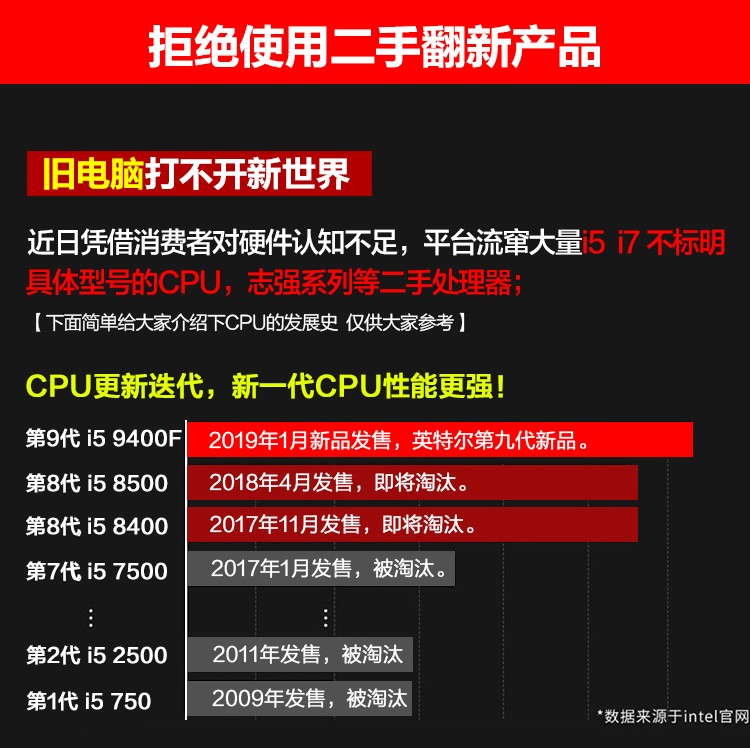 拒绝使用二手翻新产品
旧电脑打不开新世界
近日凭借消费者对硬件认知不足，平台流窜大量i5 i7 不标明
具体型号的CPU，志强系列等二手处理器；
【 下面简单给大家介绍下CPU的发展史 仅供大家参考 】
CPU更新迭代，新一代CPU性能更强！
第9代 i5 9400F 2019年1月新品发售，英特尔第九代新品。
第8代 i5 8500 2018年4月发售，即将淘汰。
第8代 i5 8400 2017年11月发售，即将淘汰。
第7代 i5 7500 2017年1月发售，被淘汰。
⋮ ⋮
第2代 i5 2500 2011年发售，被淘汰
第1代 i5 750 2009年发售，被淘汰
*数据来源于intel官网